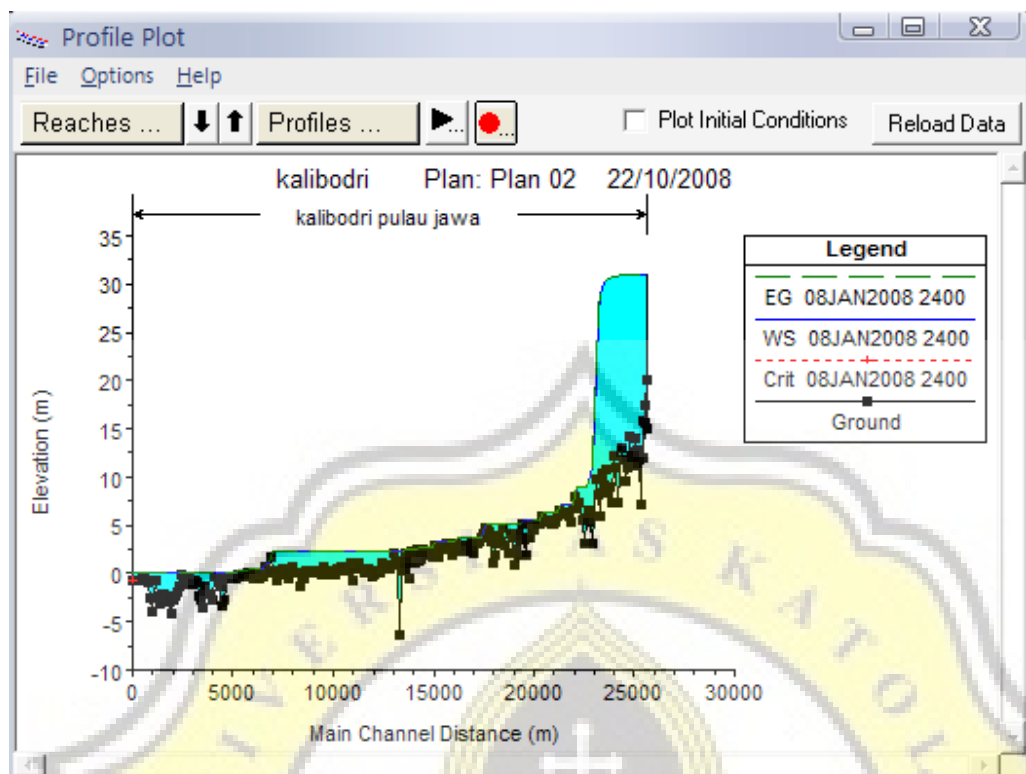 Profile Plot
File Options Help
Reaches ... Profiles ... ... ... Plot Initial Conditions Reload Data
kalibodri Plan: Plan 02 22/10/2008
kalibodri pulau jawa
Legend
EG 08JAN2008 2400
WS 08JAN2008 2400
Crit 08JAN2008 2400
Ground
Elevation (m)
35
30
25
20
15
10
5
0
-5
-10
0 5000 10000 15000 20000 25000 30000
Main Channel Distance (m)
ERSITAS KATOL